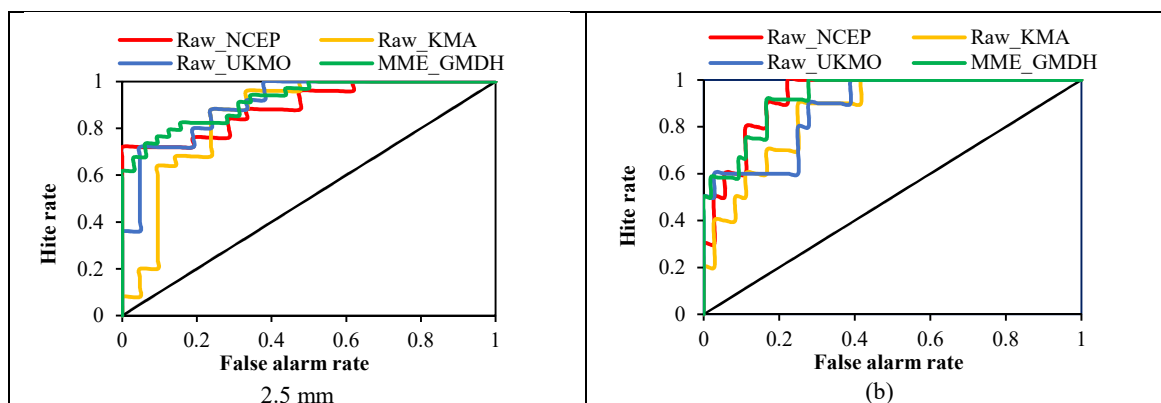 Raw_NCEP Raw_KMA
Raw_UKMO MME_GMDH
1
0.8
0.6
0.4
0.2
0
Hite rate
0 0.2 0.4 0.6 0.8 1
False alarm rate
2.5 mm
Raw_NCEP Raw_KMA
Raw_UKMO MME_GMDH
1
0.8
0.6
0.4
0.2
0
Hite rate
0 0.2 0.4 0.6 0.8 1
False alarm rate
(b)